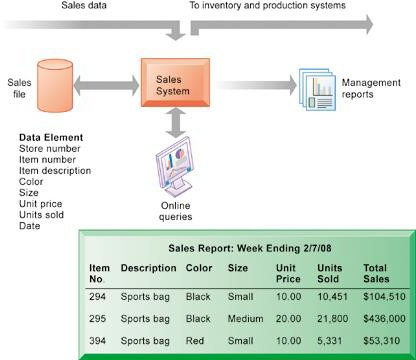 Sales data
To inventory and production systems
Sales
file
Sales
System
Management
reports
Data Element
Store number
Item number
Item description
Color
Size
Unit price
Units sold
Date
Online
queries
Sales Report: Week Ending 2/7/08
Item No. Description Color Size Unit Price Units Sold Total Sales
294 Sports bag Black Small 10.00 10,451 $104,510
295 Sports bag Black Medium 20.00 21,800 $436,000
394 Sports bag Red Small 10.00 5,331 $53,310